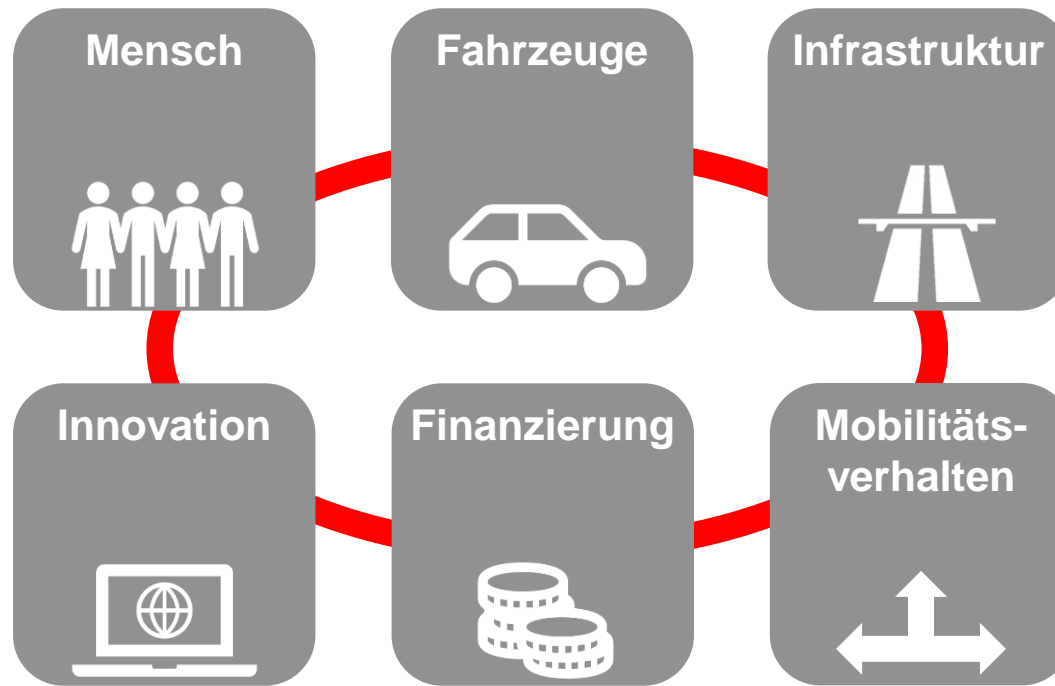 Mensch
Fahrzeuge
Infrastruktur
Innovation
Finanzierung
Mobilitäts-
verhalten